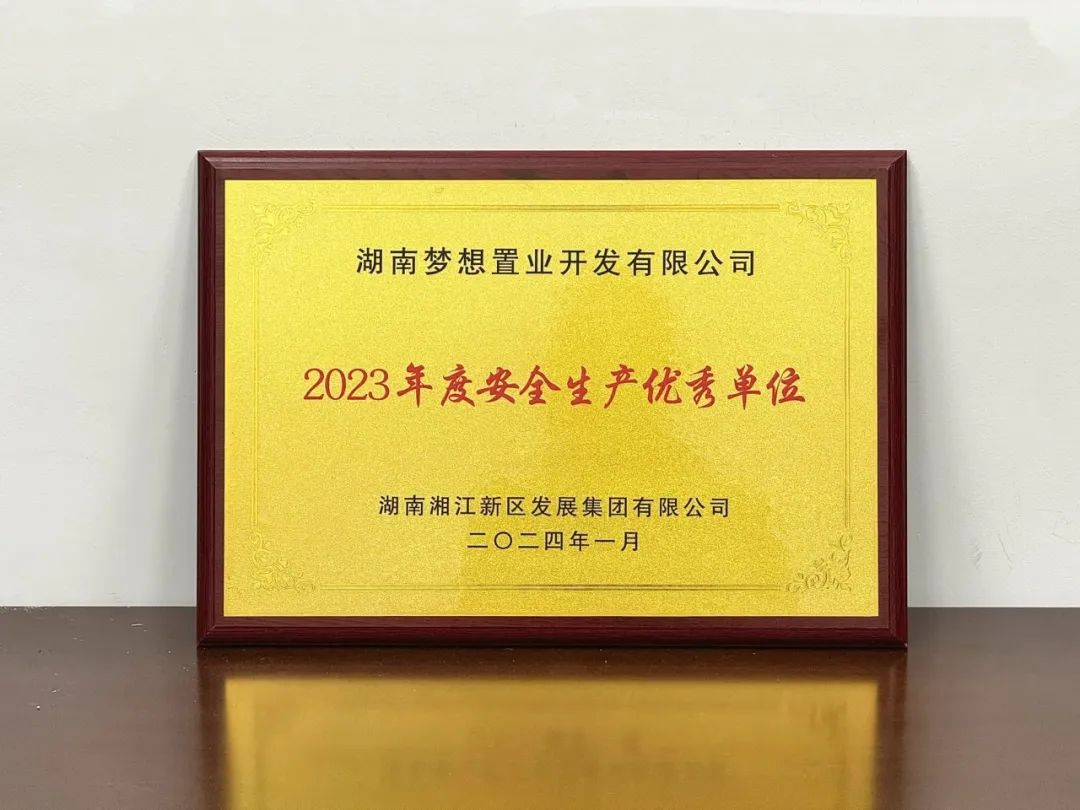 湖南梦想置业开发有限公司
2023年度安全生产优秀单位
湖南湘江新区发展集团有限公司
二〇二四年一月